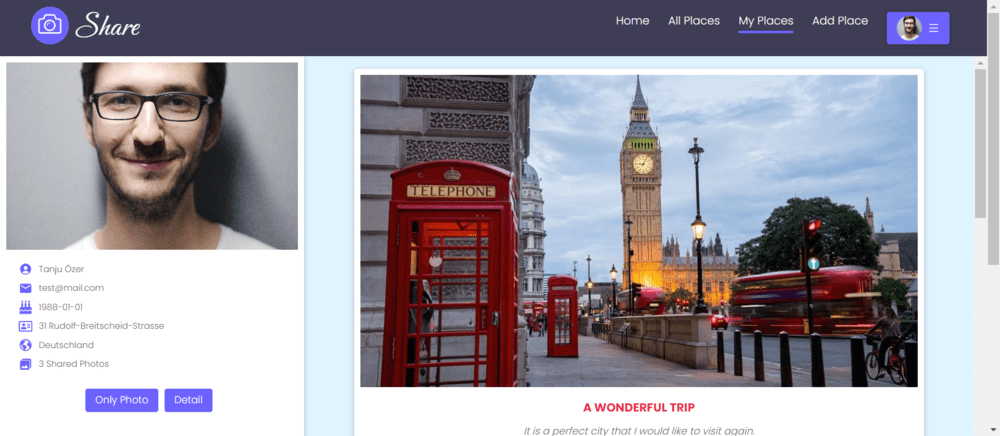 Share
Home
All Places
My Places
Add Place
Tanju Özer
test@mail.com
1988-01-01
31 Rudolf-Breitscheid-Strasse
Deutschland
3 Shared Photos
Only Photo
Detail
TELEPHONE
A WONDERFUL TRIP
It is a perfect city that I would like to visit again.